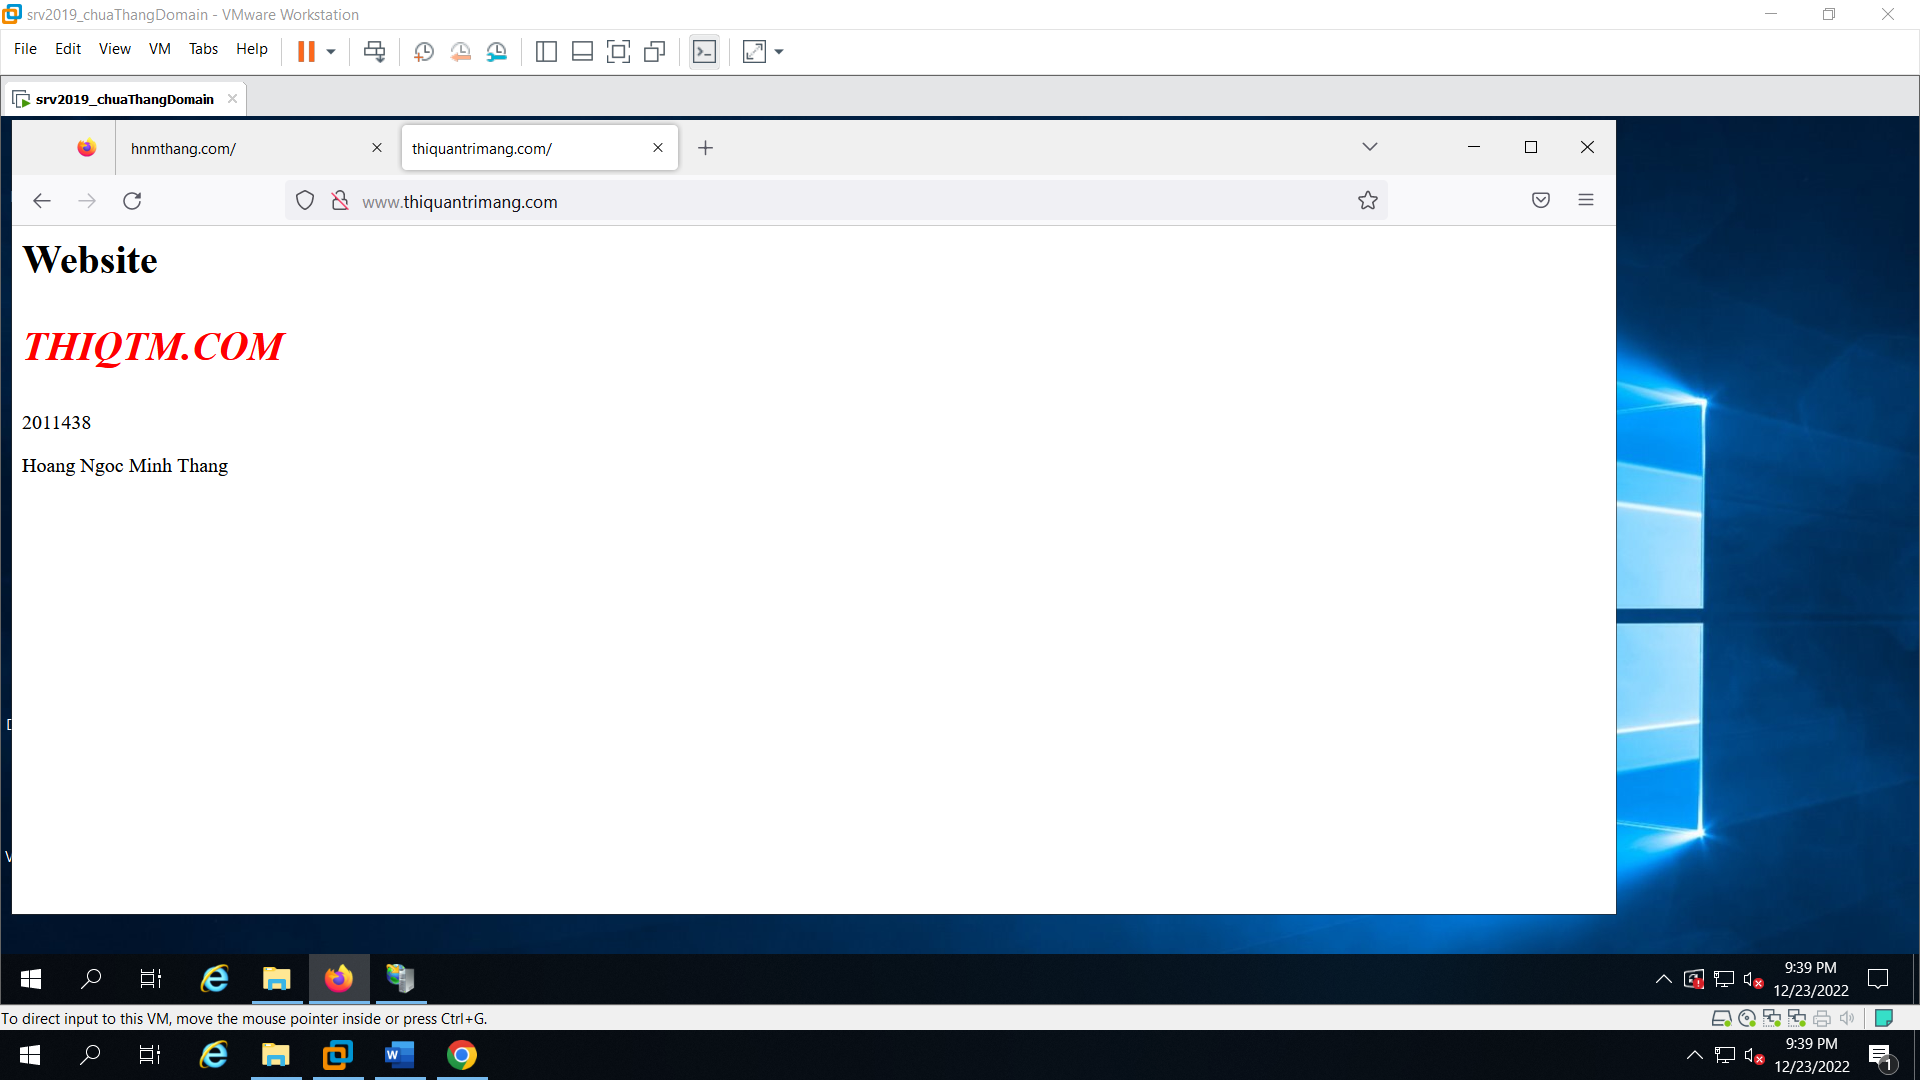 srv2019_chuaThangDomain - VMware Workstation
File Edit View VM Tabs Help
srv2019_chuaThangDomain
hnmthang.com/
thiquantrimang.com/
www.thiquantrimang.com
Website
THIQTM.COM
2011438
Hoang Ngoc Minh Thang
9:39 PM
12/23/2022
To direct input to this VM, move the mouse pointer inside or press Ctrl+G.
9:39 PM
12/23/2022
1